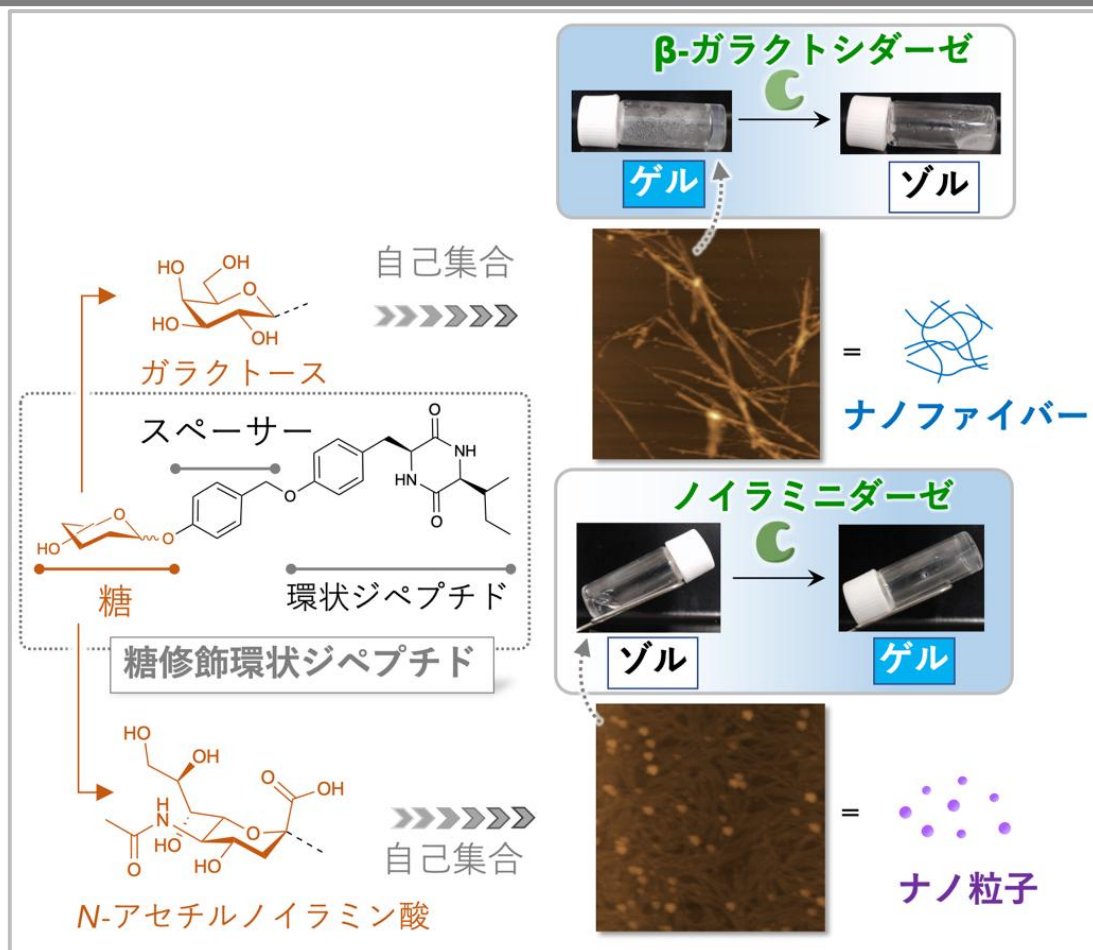 β-ガラクトシダーゼ
ゲル
ゾル
HO
OH
O
HO
HO
OH
ガラクトース
自己集合
=
ナノファイバー
スペーサー
O
NH
HN
O
O
O
HO
O
糖
環状ジペプチド
糖修飾環状ジペプチド
ノイラミニダーゼ
ゾル
ゲル
HO
OH
O
OH
H
N
O
HO
HO
O
N-アセチルノイラミン酸
自己集合
=
ナノ粒子